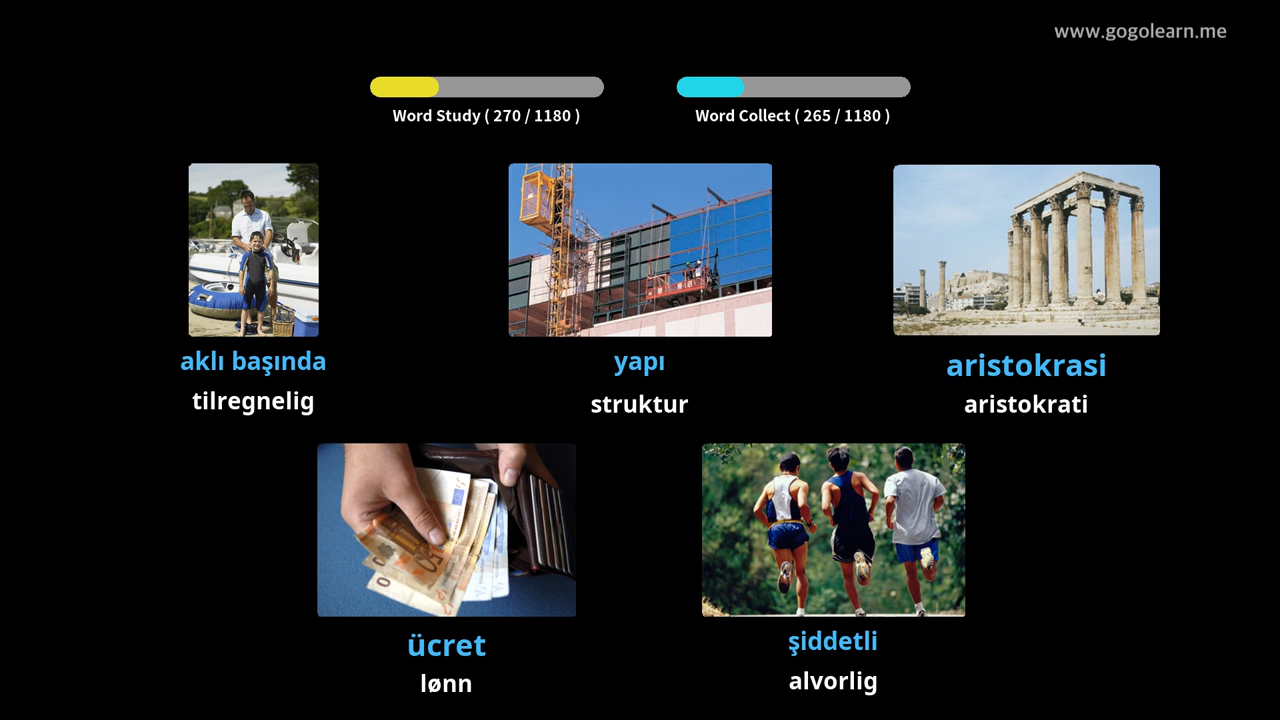 www.gogolearn.me
Word Study ( 270 / 1180 )
Word Collect ( 265 / 1180 )
aklı başında
tilregnelig
yapı
struktur
aristokrasi
aristokrati
ücret
lønn
şiddetli
alvorlig